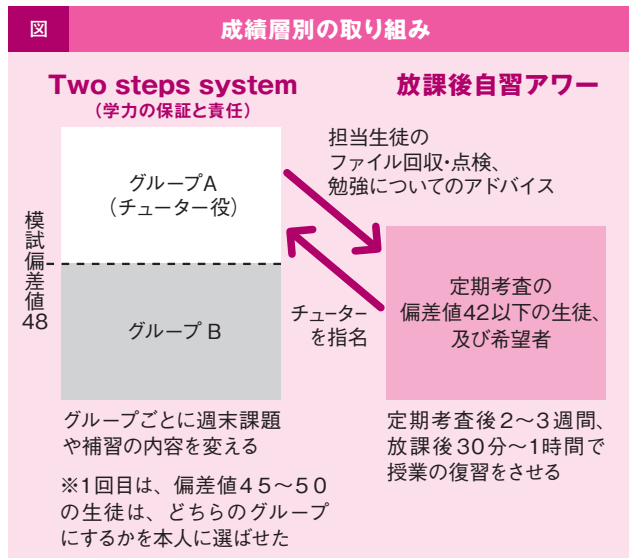 図
成績層別の取り組み
Two steps system
(学力の保証と責任)
グループA
(チューター役)
模試偏差値48
グループ B
グループごとに週末課題
や補習の内容を変える
※1回目は、偏差値45〜50
の生徒は、どちらのグループ
にするかを本人に選ばせた
放課後自習アワー
担当生徒の
ファイル回収・点検、
勉強についてのアドバイス
チューター
を指名
定期考査の
偏差値42以下の生徒、
及び希望者
定期考査後2〜3週間、
放課後30分〜1時間で
授業の復習をさせる